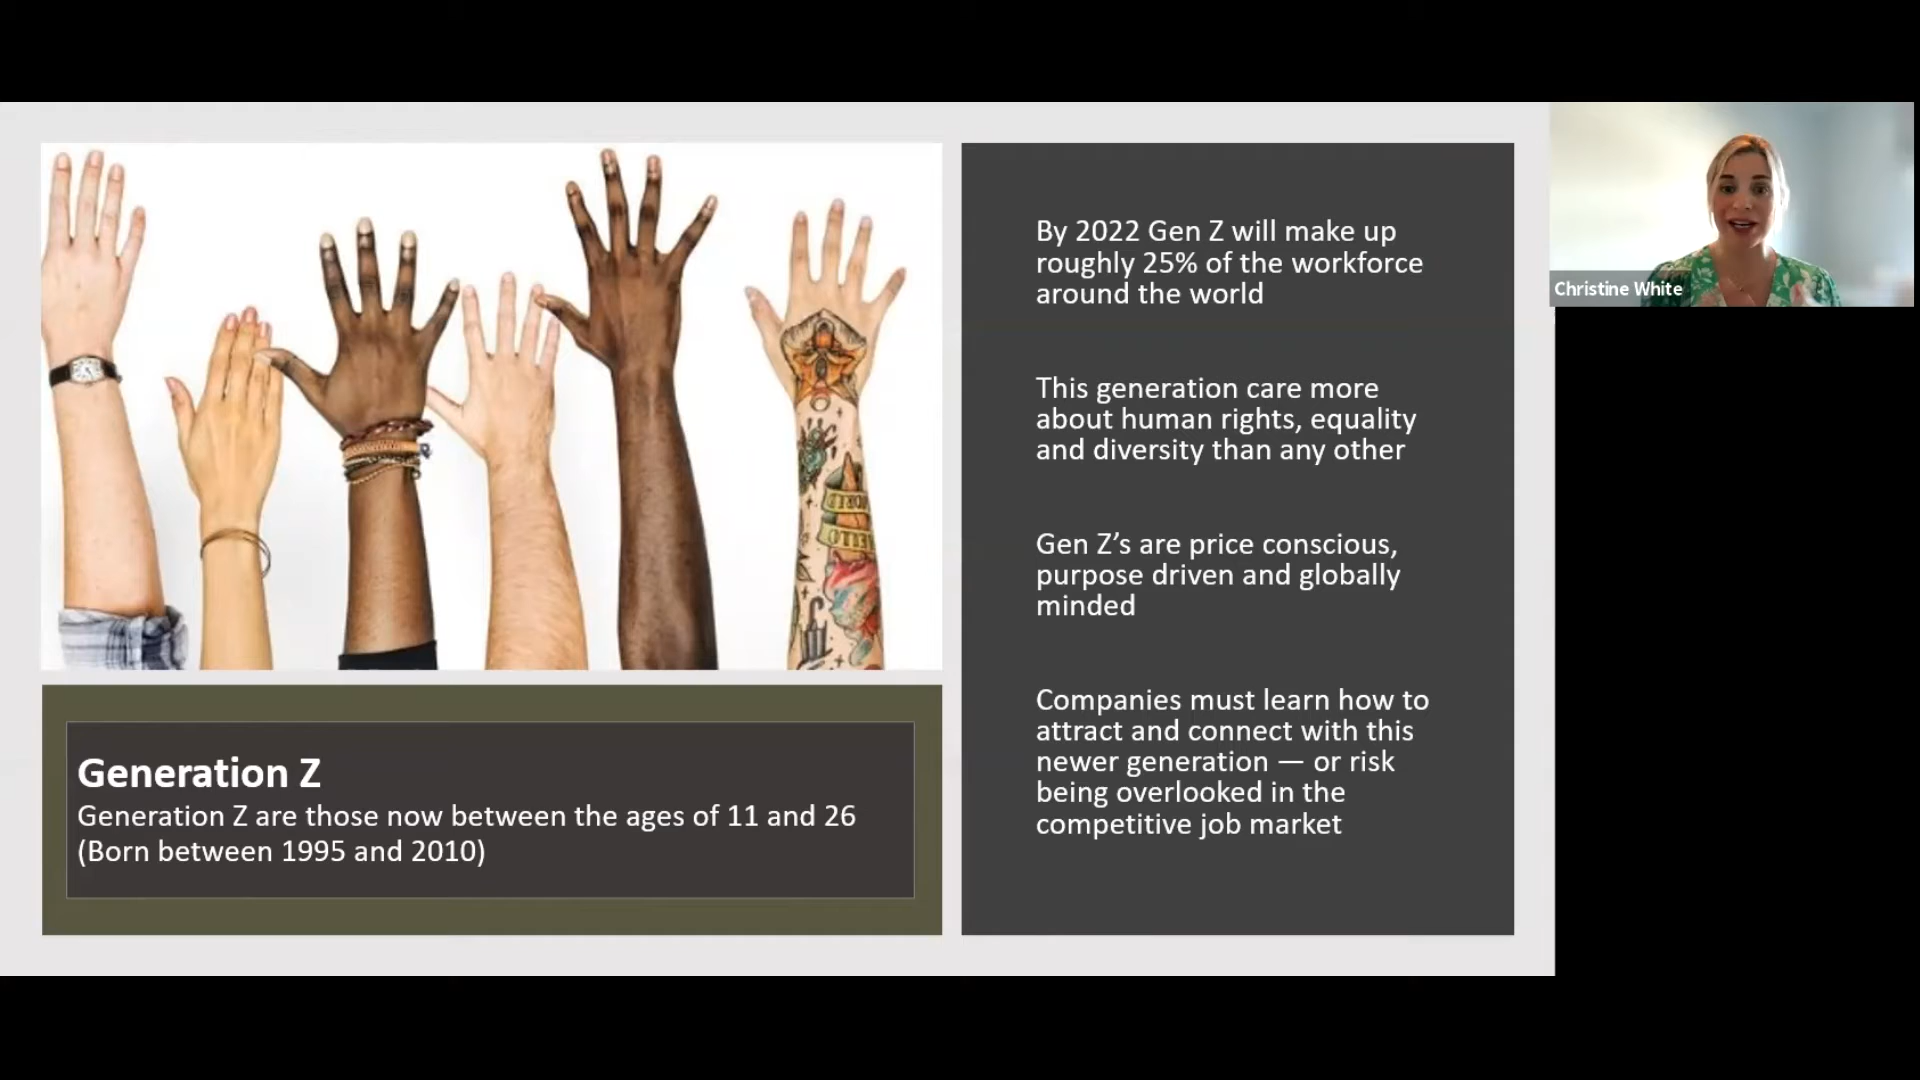 Generation Z
Generation Z are those now between the ages of 11 and 26
(Born between 1995 and 2010)
By 2022 Gen Z will make up
roughly 25% of the workforce
around the world
This generation care more
about human rights, equality
and diversity than any other
Gen Z’s are price conscious,
purpose driven and globally
minded
Companies must learn how to
attract and connect with this
newer generation — or risk
being overlooked in the
competitive job market
Christine White